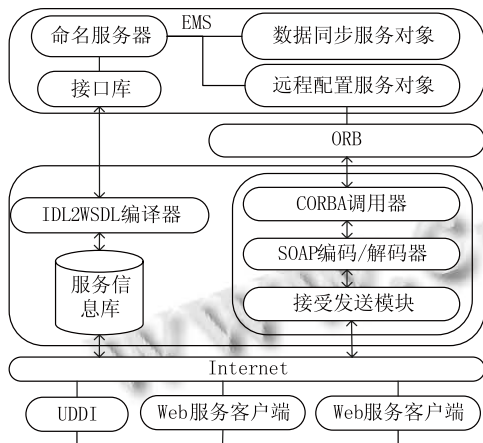 EMS
命名服务器
数据同步服务对象
接口库
远程配置服务对象
ORB
CORBA调用器
IDL2WSDL编译器
SOAP编码/解码器
服务信
息库
接受发送模块
Internet
UDDI
Web服务客户端
Web服务客户端